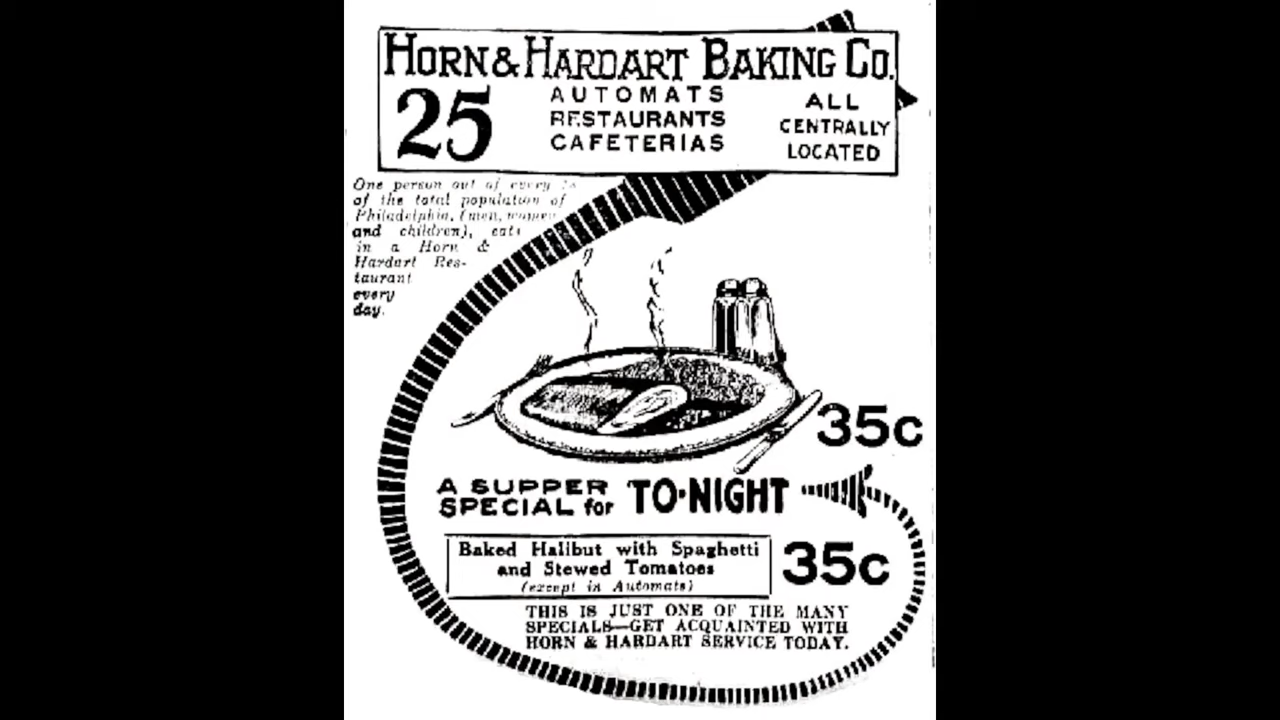 HORN & HARDART BAKING CO.
25
AUTOMATS
RESTAURANTS
CAFETERIAS
ALL
CENTRALLY
LOCATED
One person out of every
of the total population of
Philadelphia, (men, women
and children), eats
in a Horn &
Hardart Res-
taurant
every
day.
35c
A SUPPER
SPECIAL for TO-NIGHT
Baked Halibut with Spaghetti
and Stewed Tomatoes
(except in Automats)
35c
THIS IS JUST ONE OF THE MANY
SPECIALS—GET ACQUAINTED WITH
HORN & HARDART SERVICE TODAY.